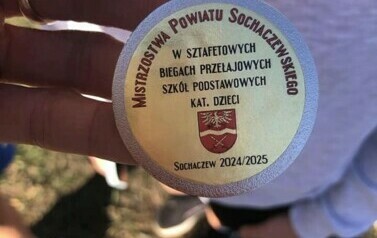 Mistrzostwa Powiatu Sochaczewskiego
w sztafetowych
biegach przełajowych
szkół podstawowych
kat. dzieci
Sochaczew 2024/2025